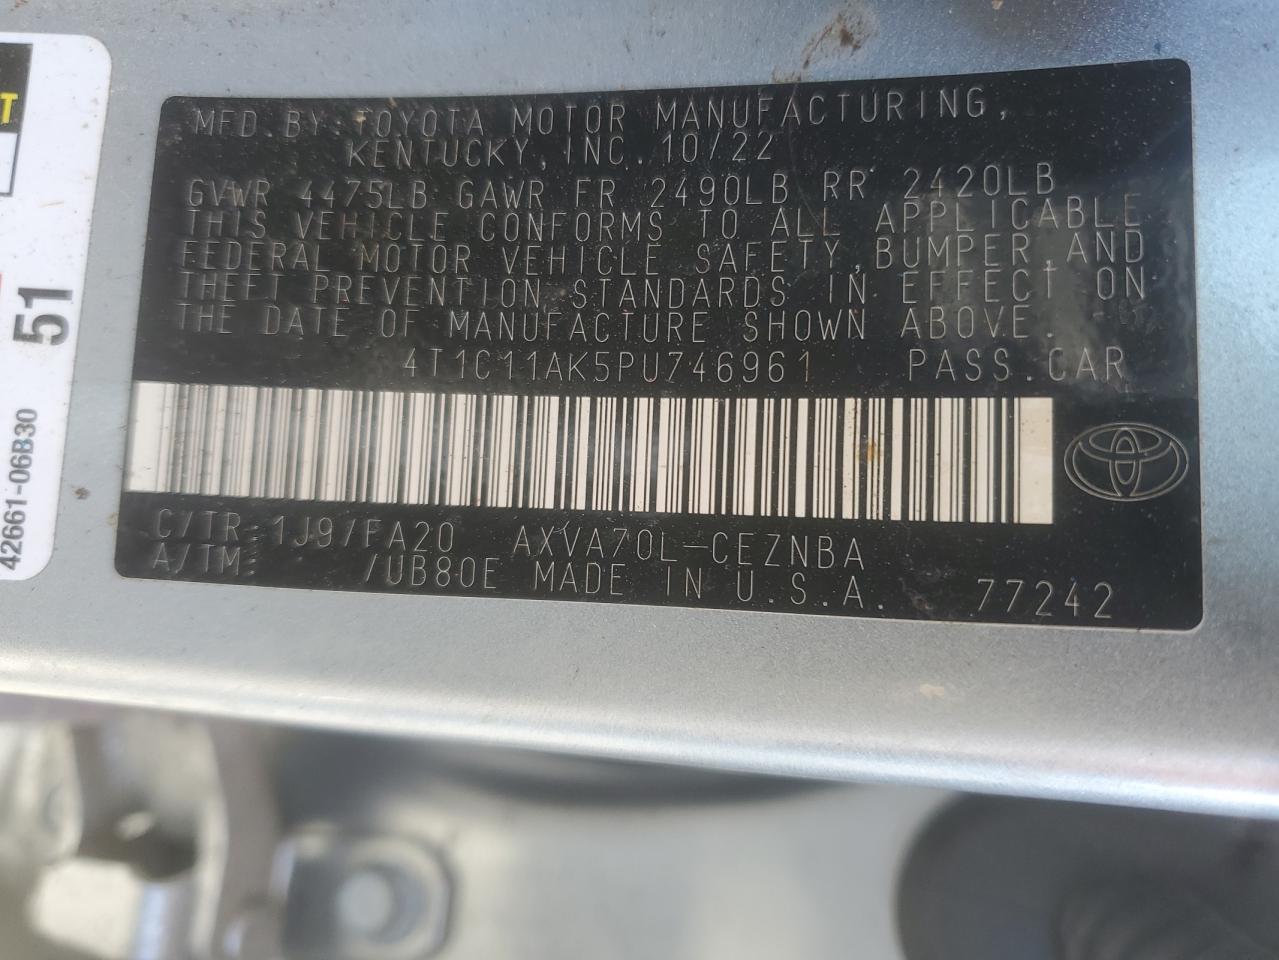 MFD.BY:TOYOTA MOTOR MANUFACTURING,
KENTUCKY,INC.10/22
GVWR 4475LB GAWR FR 2490LB RR 2420LB
THIS VEHICLE CONFORMS TO ALL APPLICABLE
FEDERAL MOTOR VEHICLE SAFETY,BUMPER,AND
THEFT PREVENTION STANDARDS IN EFFECT ON
THE DATE OF MANUFACTURE SHOWN ABOVE.
4T1C11AK5PU746961 PASS.CAR
C/TR 1J9/FA20 AXVA70L-CEZNBA
A/TM /UB80E MADE IN U.S.A. 77242
T
51
42661-06B30